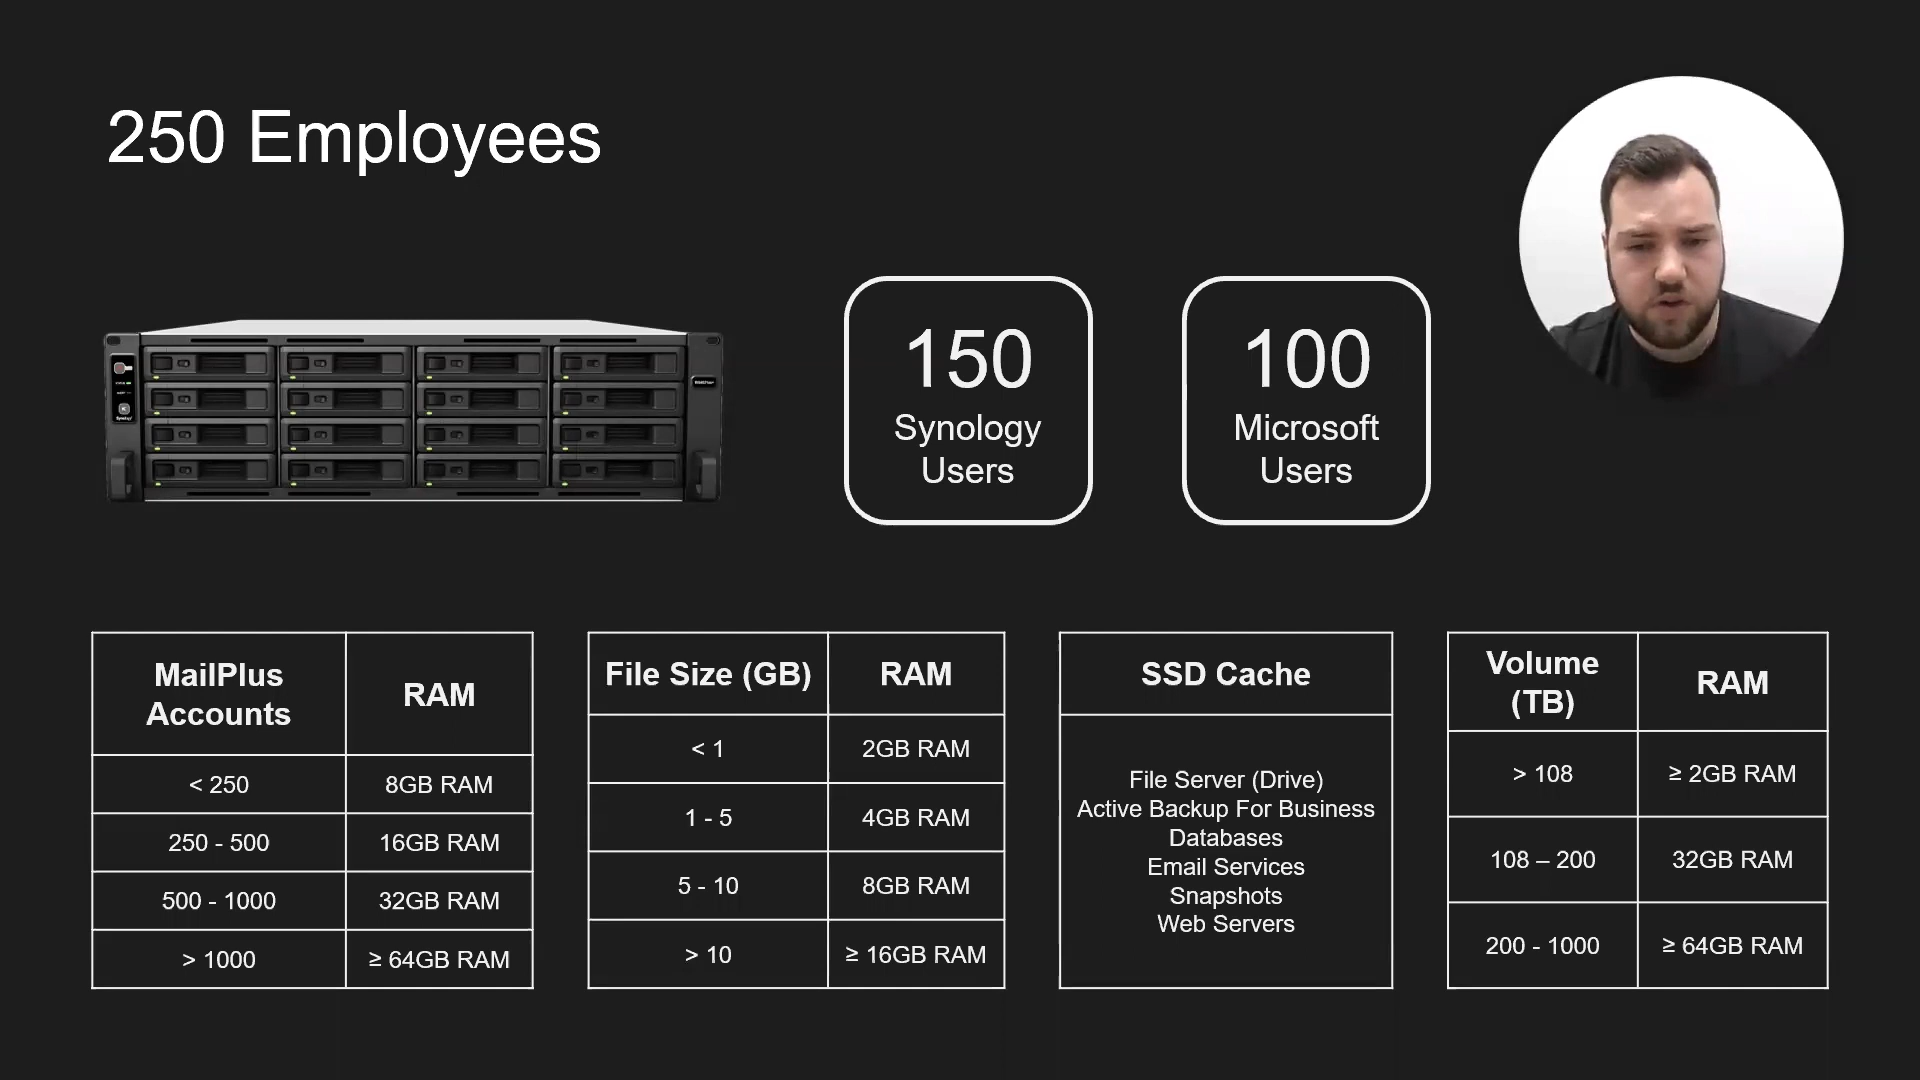 250 Employees
150
Synology
Users
100
Microsoft
Users
MailPlus
Accounts
RAM
< 250
8GB RAM
250 - 500
16GB RAM
500 - 1000
32GB RAM
> 1000
≥ 64GB RAM
File Size (GB)
RAM
< 1
2GB RAM
1 - 5
4GB RAM
5 - 10
8GB RAM
> 10
≥ 16GB RAM
SSD Cache
File Server (Drive)
Active Backup For Business
Databases
Email Services
Snapshots
Web Servers
Volume
(TB)
RAM
> 108
≥ 2GB RAM
108 – 200
32GB RAM
200 - 1000
≥ 64GB RAM